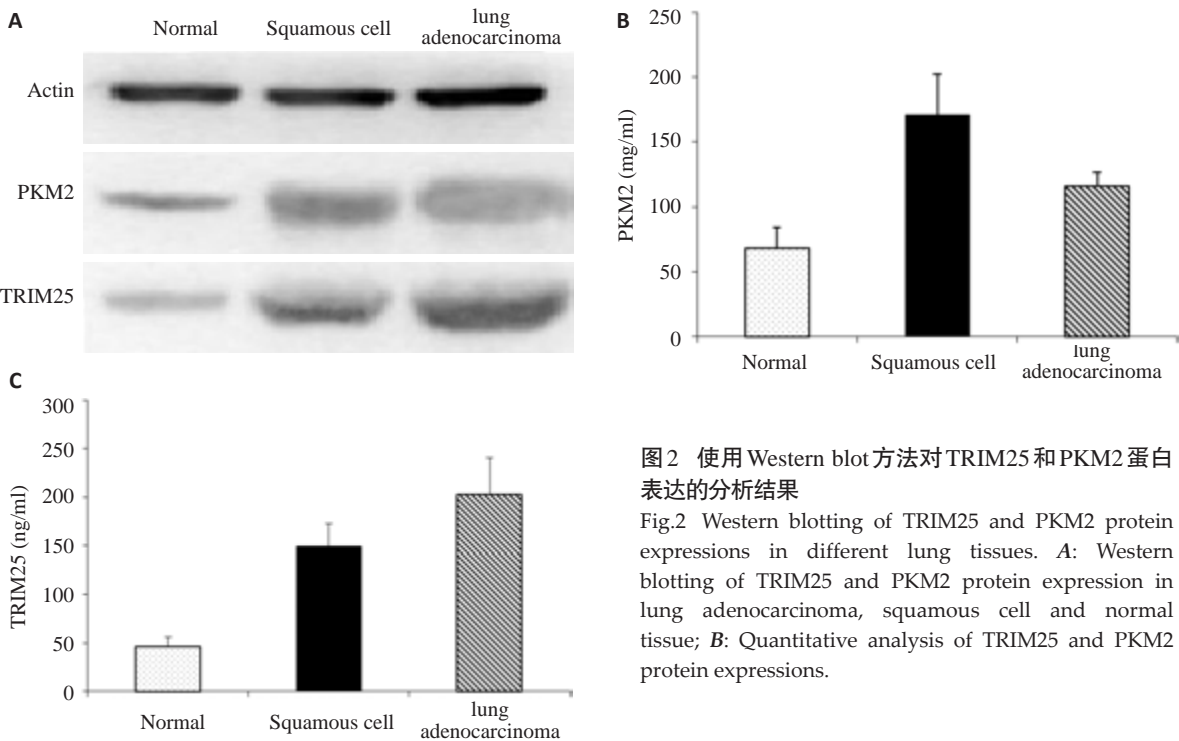 A
Normal Squamous cell lung
adenocarcinoma
Actin
PKM2
TRIM25
B
PKM2 (mg/ml)
250
200
150
100
50
0
Normal Squamous cell lung
adenocarcinoma
C
TRIM25 (ng/ml)
300
250
200
150
100
50
0
Normal Squamous cell lung
adenocarcinoma
图2 使用Western blot方法对TRIM25和PKM2蛋白
表达的分析结果
Fig.2 Western blotting of TRIM25 and PKM2 protein
expressions in different lung tissues. A: Western
blotting of TRIM25 and PKM2 protein expression in
lung adenocarcinoma, squamous cell and normal
tissue; B: Quantitative analysis of TRIM25 and PKM2
protein expressions.